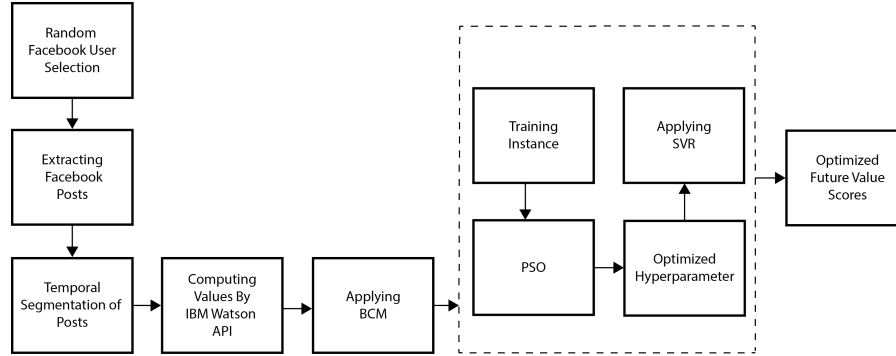 Random
Facebook User
Selection
Extracting
Facebook
Posts
Temporal
Segmentation of
Posts
Computing
Values By
IBM Watson
API
Applying
BCM
Training
Instance
PSO
Optimized
Hyperparameter
Applying
SVR
Optimized
Future Value
Scores